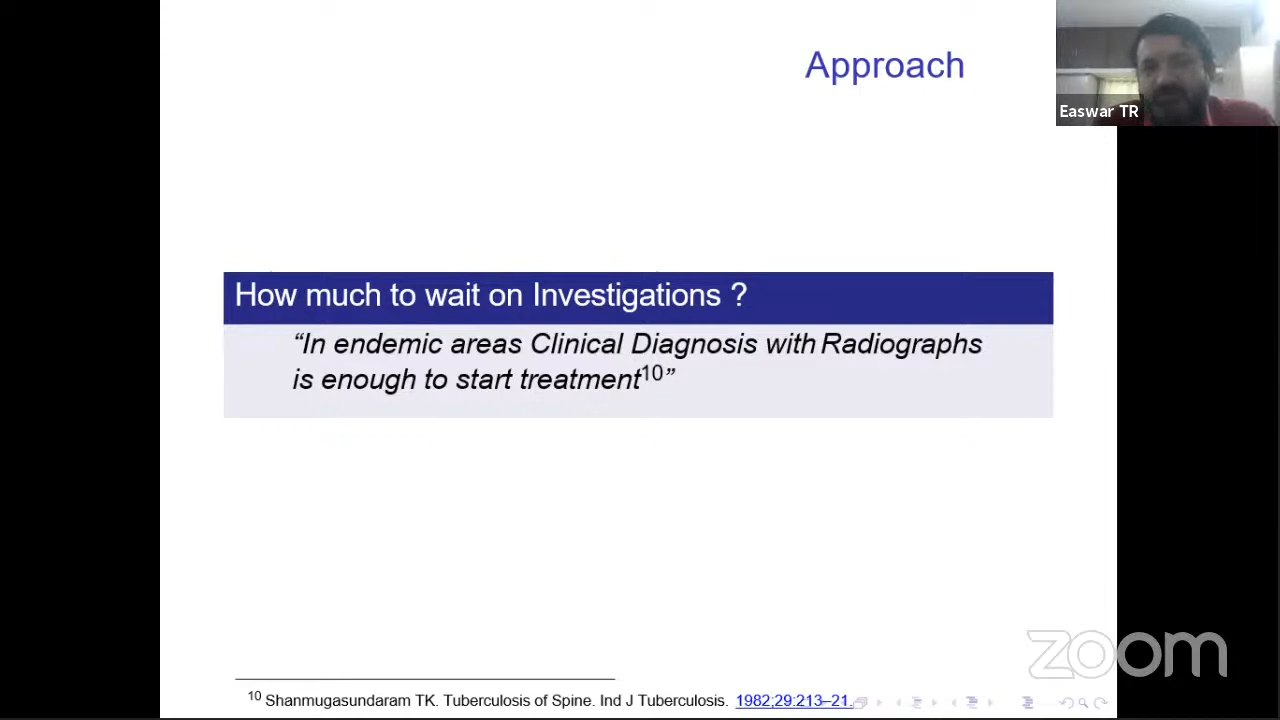 Approach
Easwar TR
How much to wait on Investigations ?
“In endemic areas Clinical Diagnosis with Radiographs
is enough to start treatment10”
zoom
10 Shanmugasundaram TK. Tuberculosis of Spine. Ind J Tuberculosis. 1982;29:213–21.